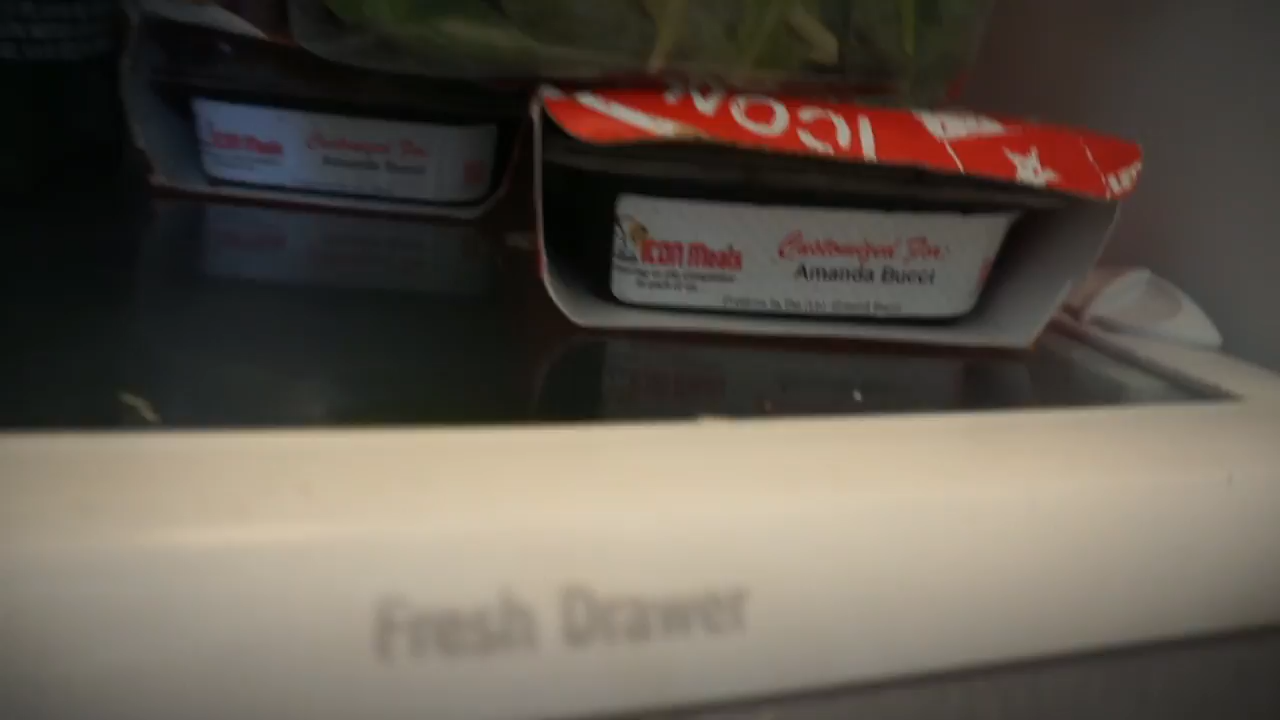 ICON
ICON Meals
Customized For:
Amanda Bucci
ICON Meals
Customized For:
Amanda Bucci
Fresh Drawer